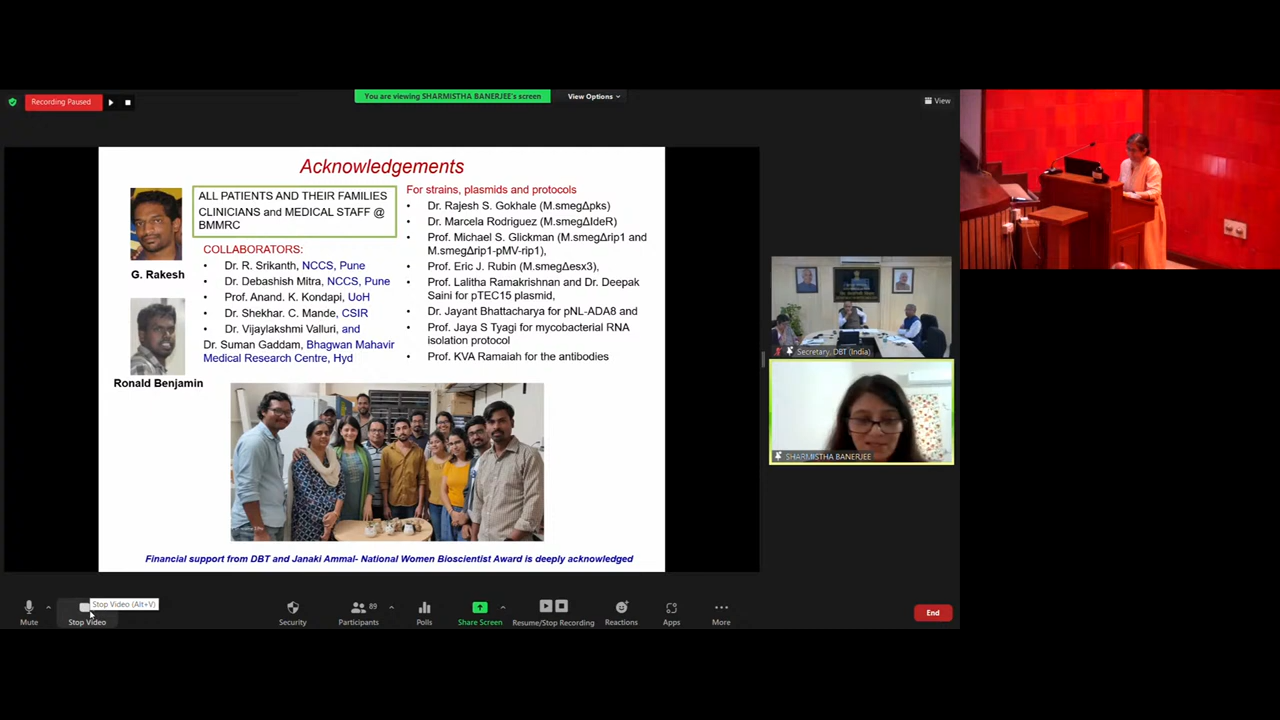 Recording Paused
You are viewing SHARMISTHA BANERJEE's screen
View Options
View
Acknowledgements
G. Rakesh
Ronald Benjamin
ALL PATIENTS AND THEIR FAMILIES
CLINICIANS and MEDICAL STAFF @
BMMRC
COLLABORATORS:
• Dr. R. Srikanth, NCCS, Pune
• Dr. Debashish Mitra, NCCS, Pune
• Prof. Anand. K. Kondapi, UoH
• Dr. Shekhar. C. Mande, CSIR
• Dr. Vijaylakshmi Valluri, and
Dr. Suman Gaddam, Bhagwan Mahavir
Medical Research Centre, Hyd
For strains, plasmids and protocols
• Dr. Rajesh S. Gokhale (M.smegΔpks)
• Dr. Marcela Rodriguez (M.smegΔIdeR)
• Prof. Michael S. Glickman (M.smegΔrip1 and
M.smegΔrip1-pMV-rip1),
• Prof. Eric J. Rubin (M.smegΔesx3),
• Prof. Lalitha Ramakrishnan and Dr. Deepak
Saini for pTEC15 plasmid,
• Dr. Jayant Bhattacharya for pNL-ADA8 and
• Prof. Jaya S Tyagi for mycobacterial RNA
isolation protocol
• Prof. KVA Ramaiah for the antibodies
Financial support from DBT and Janaki Ammal- National Women Bioscientist Award is deeply acknowledged
Secretary, DBT (India)
SHARMISTHA BANERJEE
Stop Video (Alt+V)
Mute
Stop Video
Security
89
Participants
Polls
Share Screen
Resume/Stop Recording
Reactions
Apps
More
End